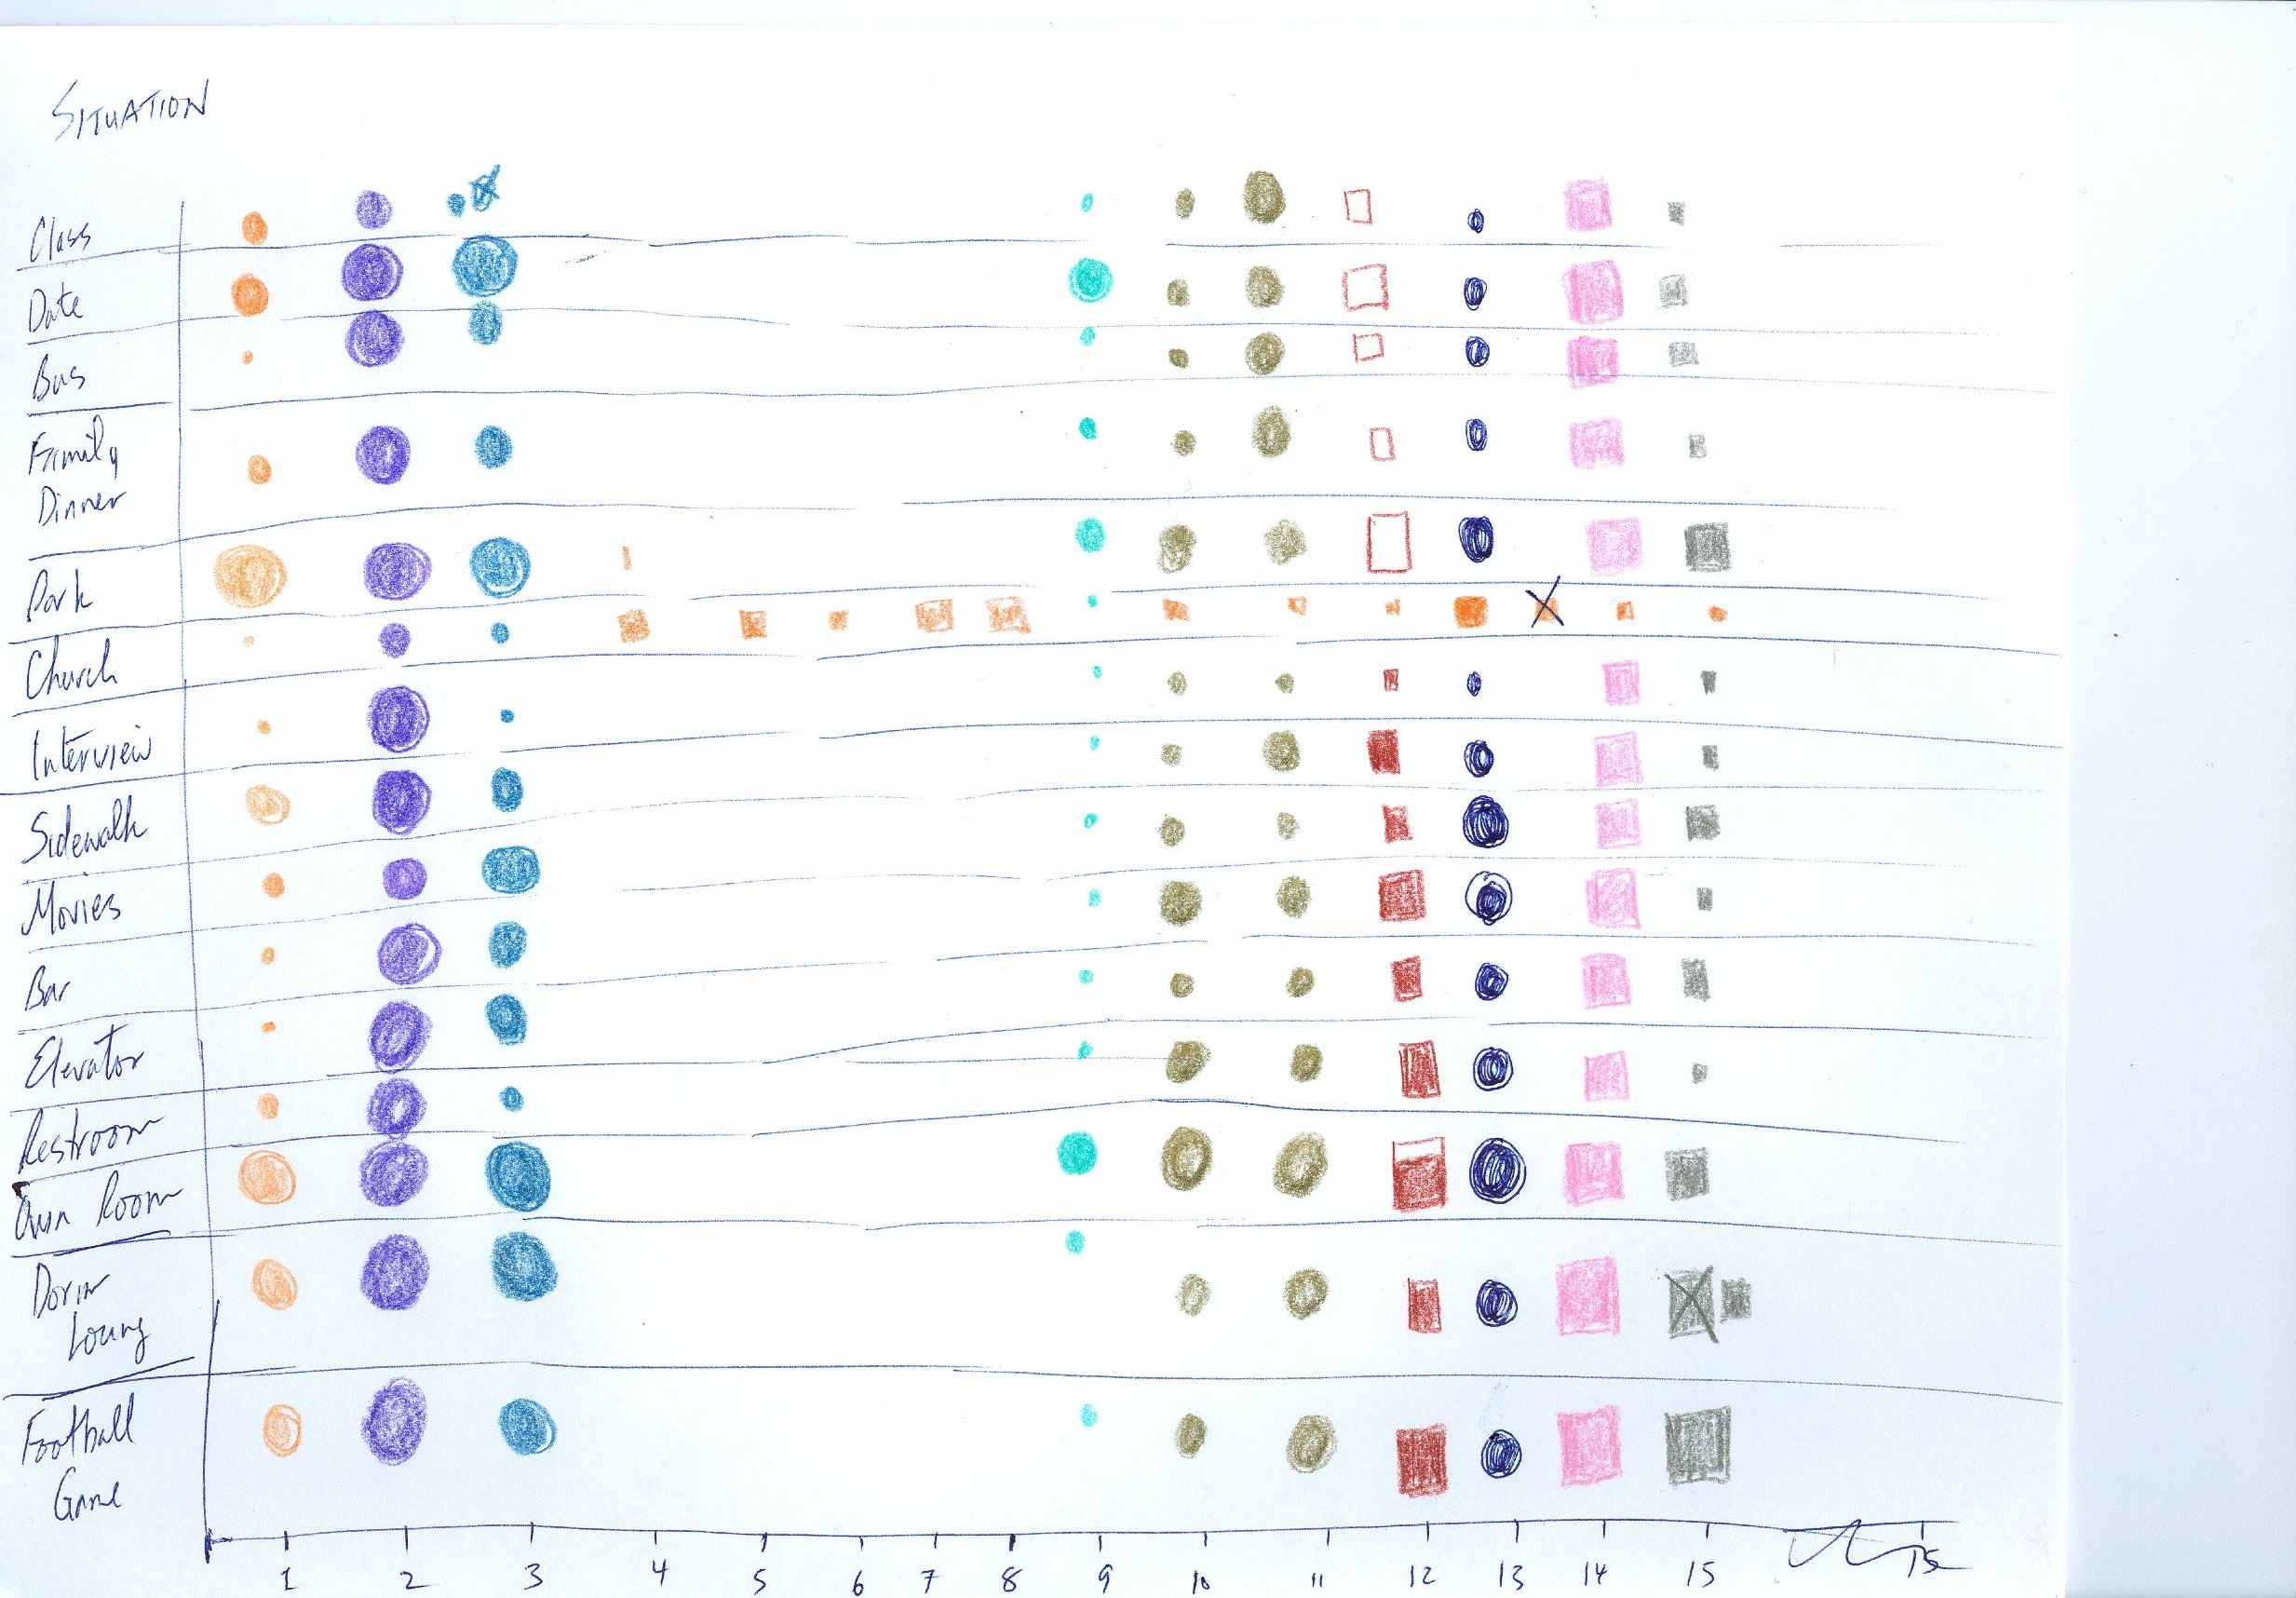 SITUATION
Class
Date
Bus
Family
Dinner
Park
Church
Interview
Sidewalk
Movies
Bar
Elevator
Restroom
Own Room
Dorm
Loung
Football
Game
1 2 3 4 5 6 7 8 9 10 11 12 13 14 15 15